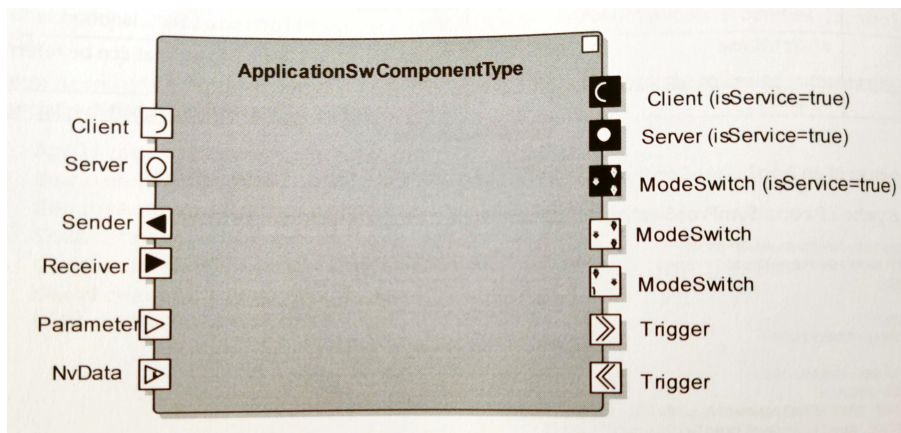 ApplicationSwComponentType
Client
Server
Sender
Receiver
Parameter
NvData
Client (isService=true)
Server (isService=true)
ModeSwitch (isService=true)
ModeSwitch
ModeSwitch
Trigger
Trigger